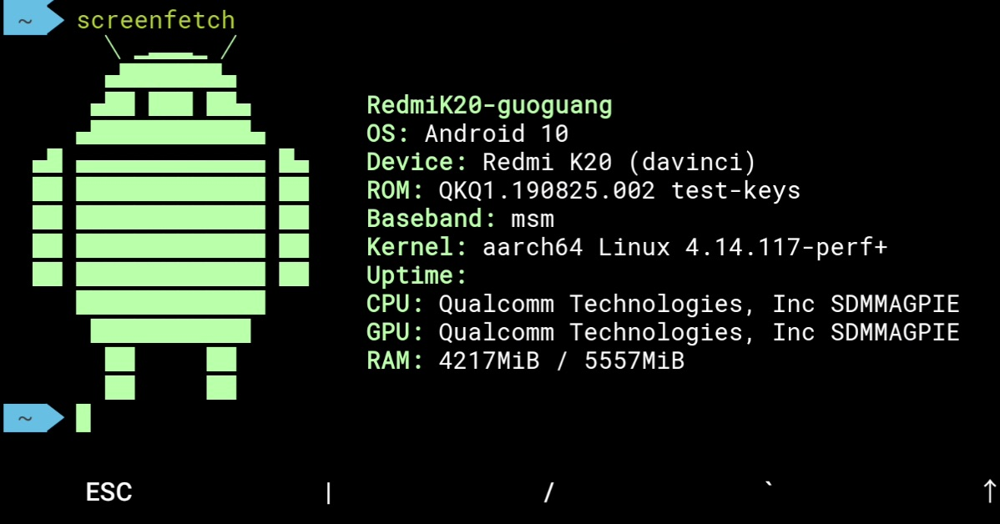 ~ screenfetch
RedmiK20-guoguang
OS: Android 10
Device: Redmi K20 (davinci)
ROM: QKQ1.190825.002 test-keys
Baseband: msm
Kernel: aarch64 Linux 4.14.117-perf+
Uptime:
CPU: Qualcomm Technologies, Inc SDMMAGPIE
GPU: Qualcomm Technologies, Inc SDMMAGPIE
RAM: 4217MiB / 5557MiB
~
ESC | / ` ↑